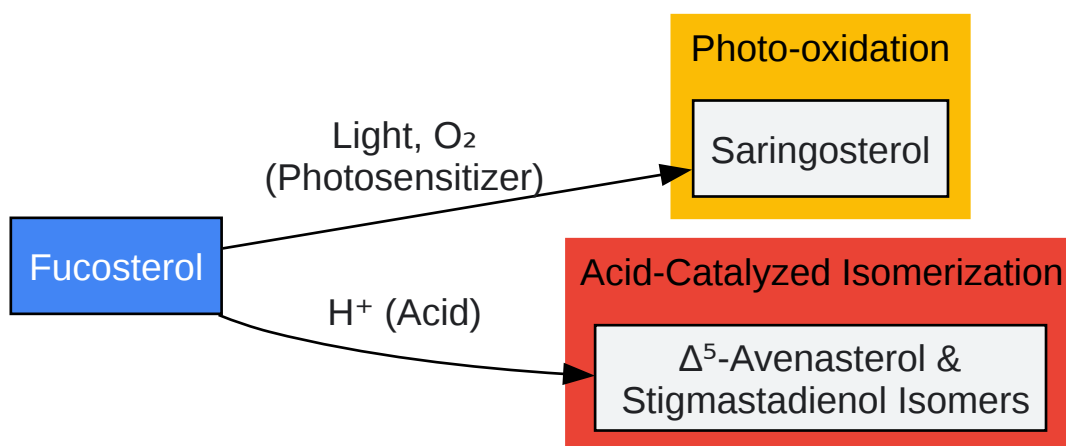 Photo-oxidation
Light, O₂
(Photosensitizer)
Saringosterol
Fucosterol
Acid-Catalyzed Isomerization
H⁺ (Acid)
Δ⁵-Avenasterol &
Stigmastadienol Isomers